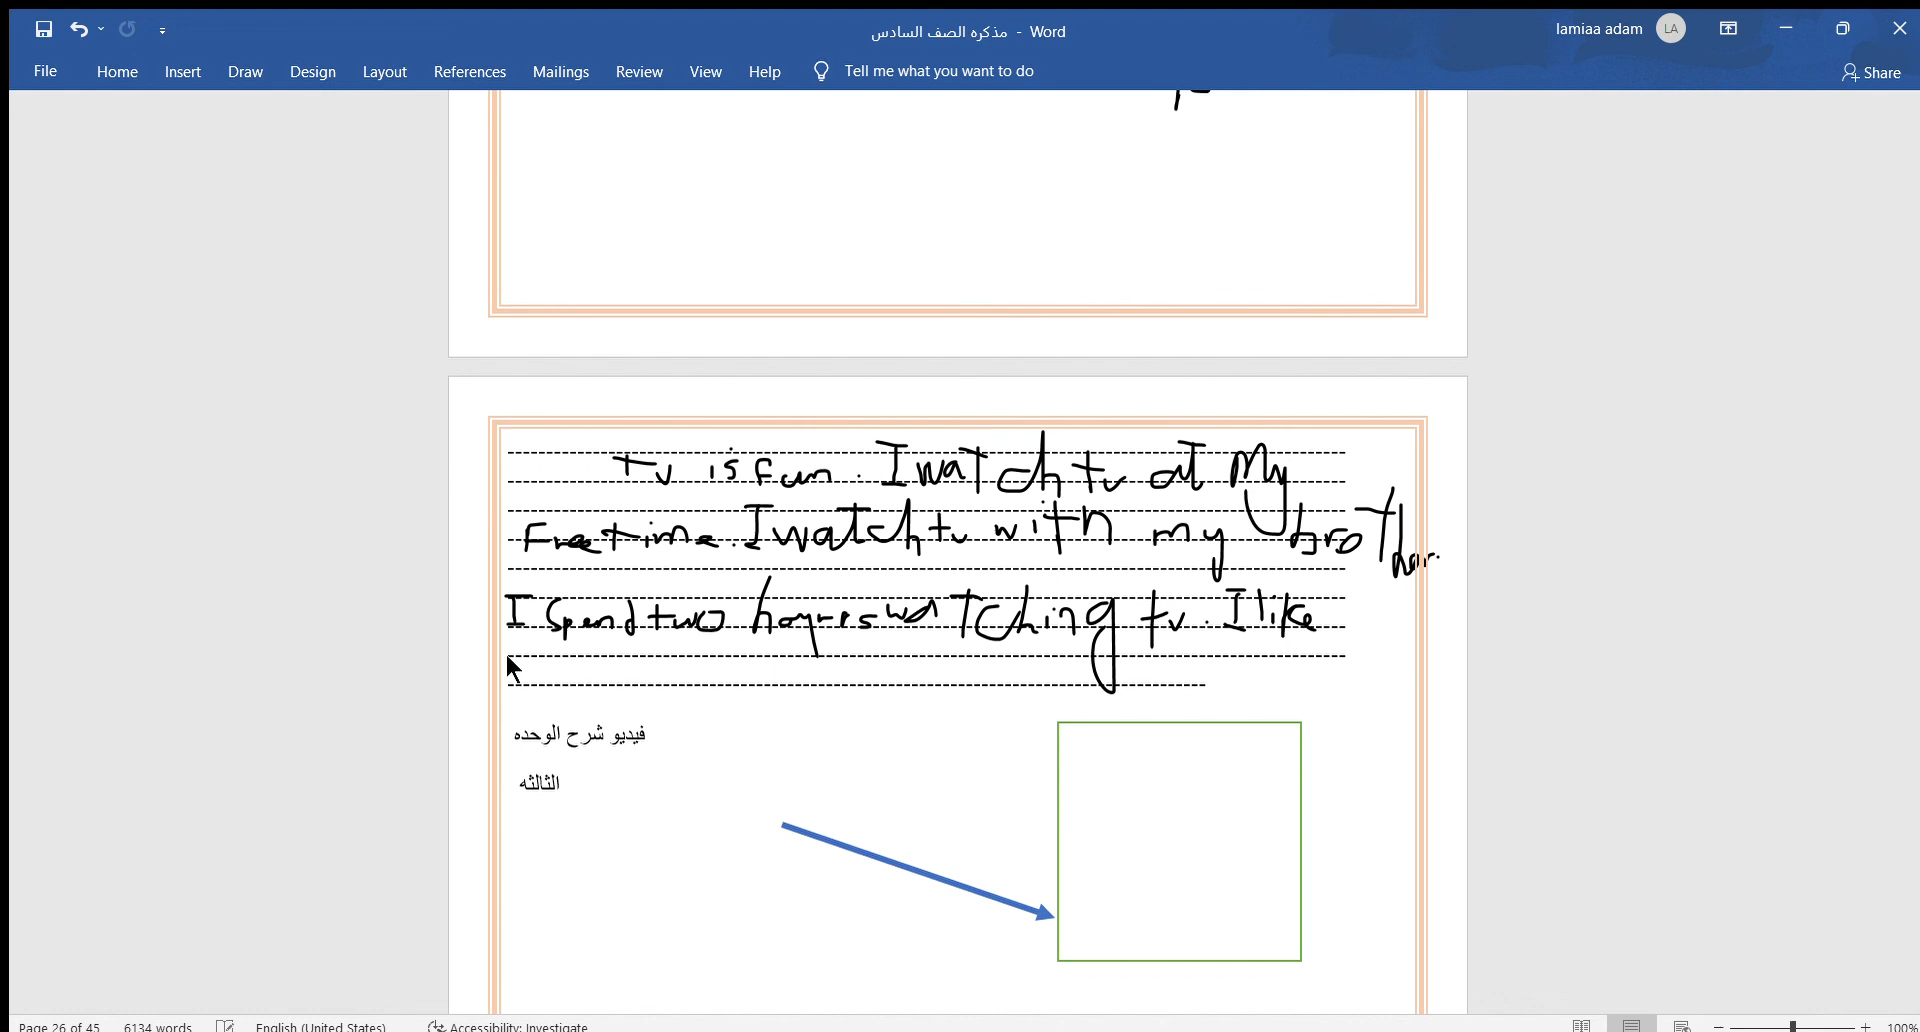 مذكره الصف السادس - Word
lamiaa adam
LA
File Home Insert Draw Design Layout References Mailings Review View Help Tell me what you want to do
Share
tv is fun. I watch tv at My
Free time. I watch tv with my brother.
I spend two hours watching tv. I like
فيديو شرح الوحده
الثالثه
Page 26 of 45 6134 words English (United States) Accessibility: Investigate 100%